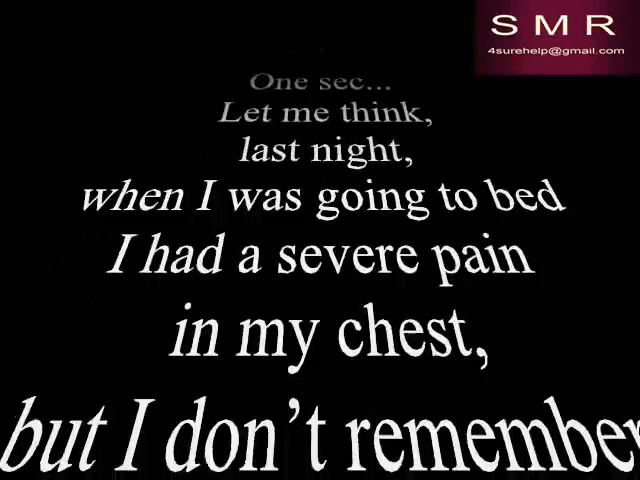 S M R
4surehelp@gmail.com
One sec...
Let me think,
last night,
when I was going to bed
I had a severe pain
in my chest,
but I don't remember